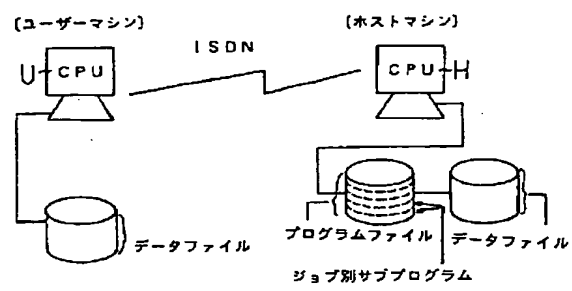 〔ユーザーマシン〕
〔ホストマシン〕
ISDN
U
CPU
CPU
H
データファイル
プログラムファイル
データファイル
ジョブ別サブプログラム